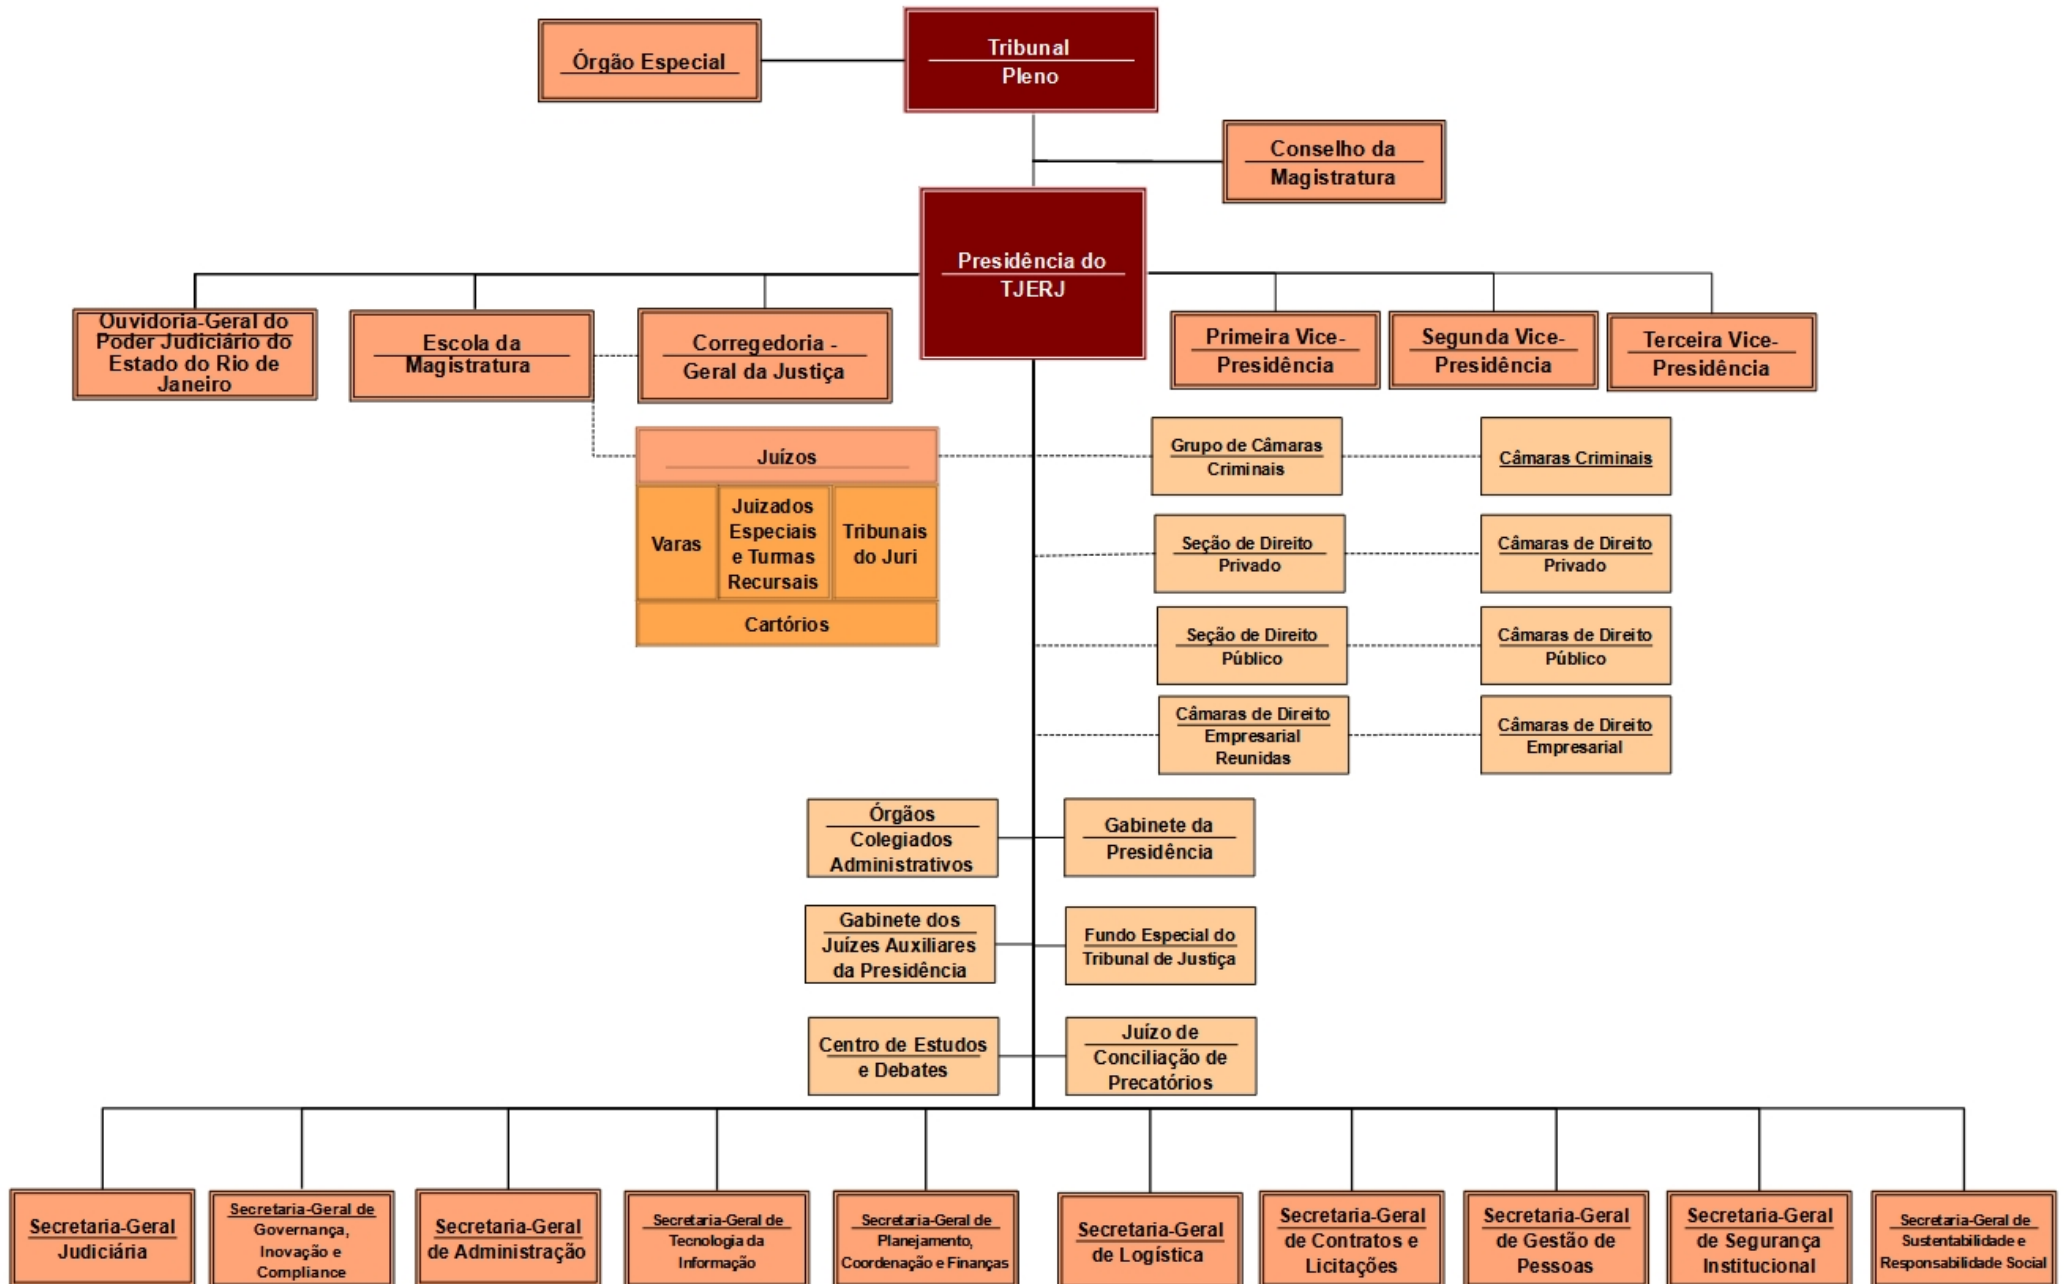 Órgão Especial
Tribunal
Pleno
Conselho da
Magistratura
Presidência do
TJERJ
Ouvidoria-Geral do
Poder Judiciário do
Estado do Rio de
Janeiro
Escola da
Magistratura
Corregedoria -
Geral da Justiça
Primeira Vice-
Presidência
Segunda Vice-
Presidência
Terceira Vice-
Presidência
Juízos
Varas
Juizados
Especiais
e Turmas
Recursais
Tribunais
do Juri
Cartórios
Grupo de Câmaras
Criminais
Câmaras Criminais
Seção de Direito
Privado
Câmaras de Direito
Privado
Seção de Direito
Público
Câmaras de Direito
Público
Câmaras de Direito
Empresarial
Reunidas
Câmaras de Direito
Empresarial
Órgãos
Colegiados
Administrativos
Gabinete da
Presidência
Gabinete dos
Juízes Auxiliares
da Presidência
Fundo Especial do
Tribunal de Justiça
Centro de Estudos
e Debates
Juízo de
Conciliação de
Precatórios
Secretaria-Geral
Judiciária
Secretaria-Geral de
Governança,
Inovação e
Compliance
Secretaria-Geral
de Administração
Secretaria-Geral de
Tecnologia da
Informação
Secretaria-Geral de
Planejamento,
Coordenação e Finanças
Secretaria-Geral
de Logística
Secretaria-Geral
de Contratos e
Licitações
Secretaria-Geral
de Gestão de
Pessoas
Secretaria-Geral
de Segurança
Institucional
Secretaria-Geral de
Sustentabilidade e
Responsabilidade Social